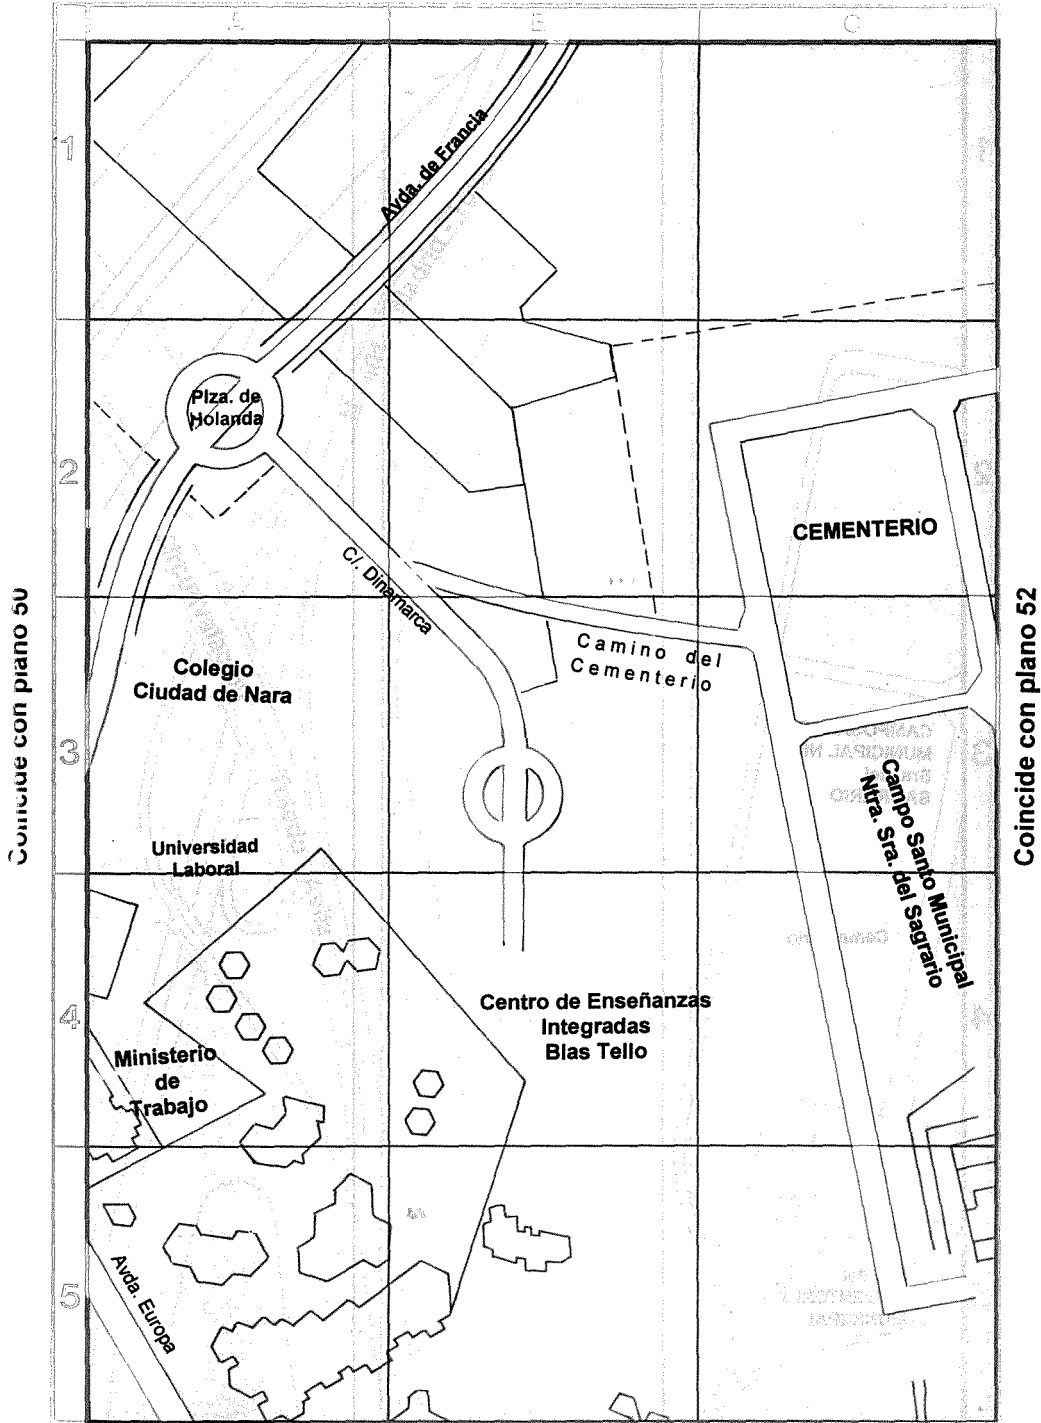 A B C
1
Avda. de Francia
Plza. de
Holanda
2
CEMENTERIO
C/. Dinamarca
Camino del
Cementerio
Coincide con plano 50
Coincide con plano 52
Colegio
Ciudad de Nara
3
Campo Santo Municipal
Ntra. Sra. del Sagrario
Universidad
Laboral
4
Centro de Enseñanzas
Integradas
Blas Tello
Ministerio
de
Trabajo
Avda. Europa
5